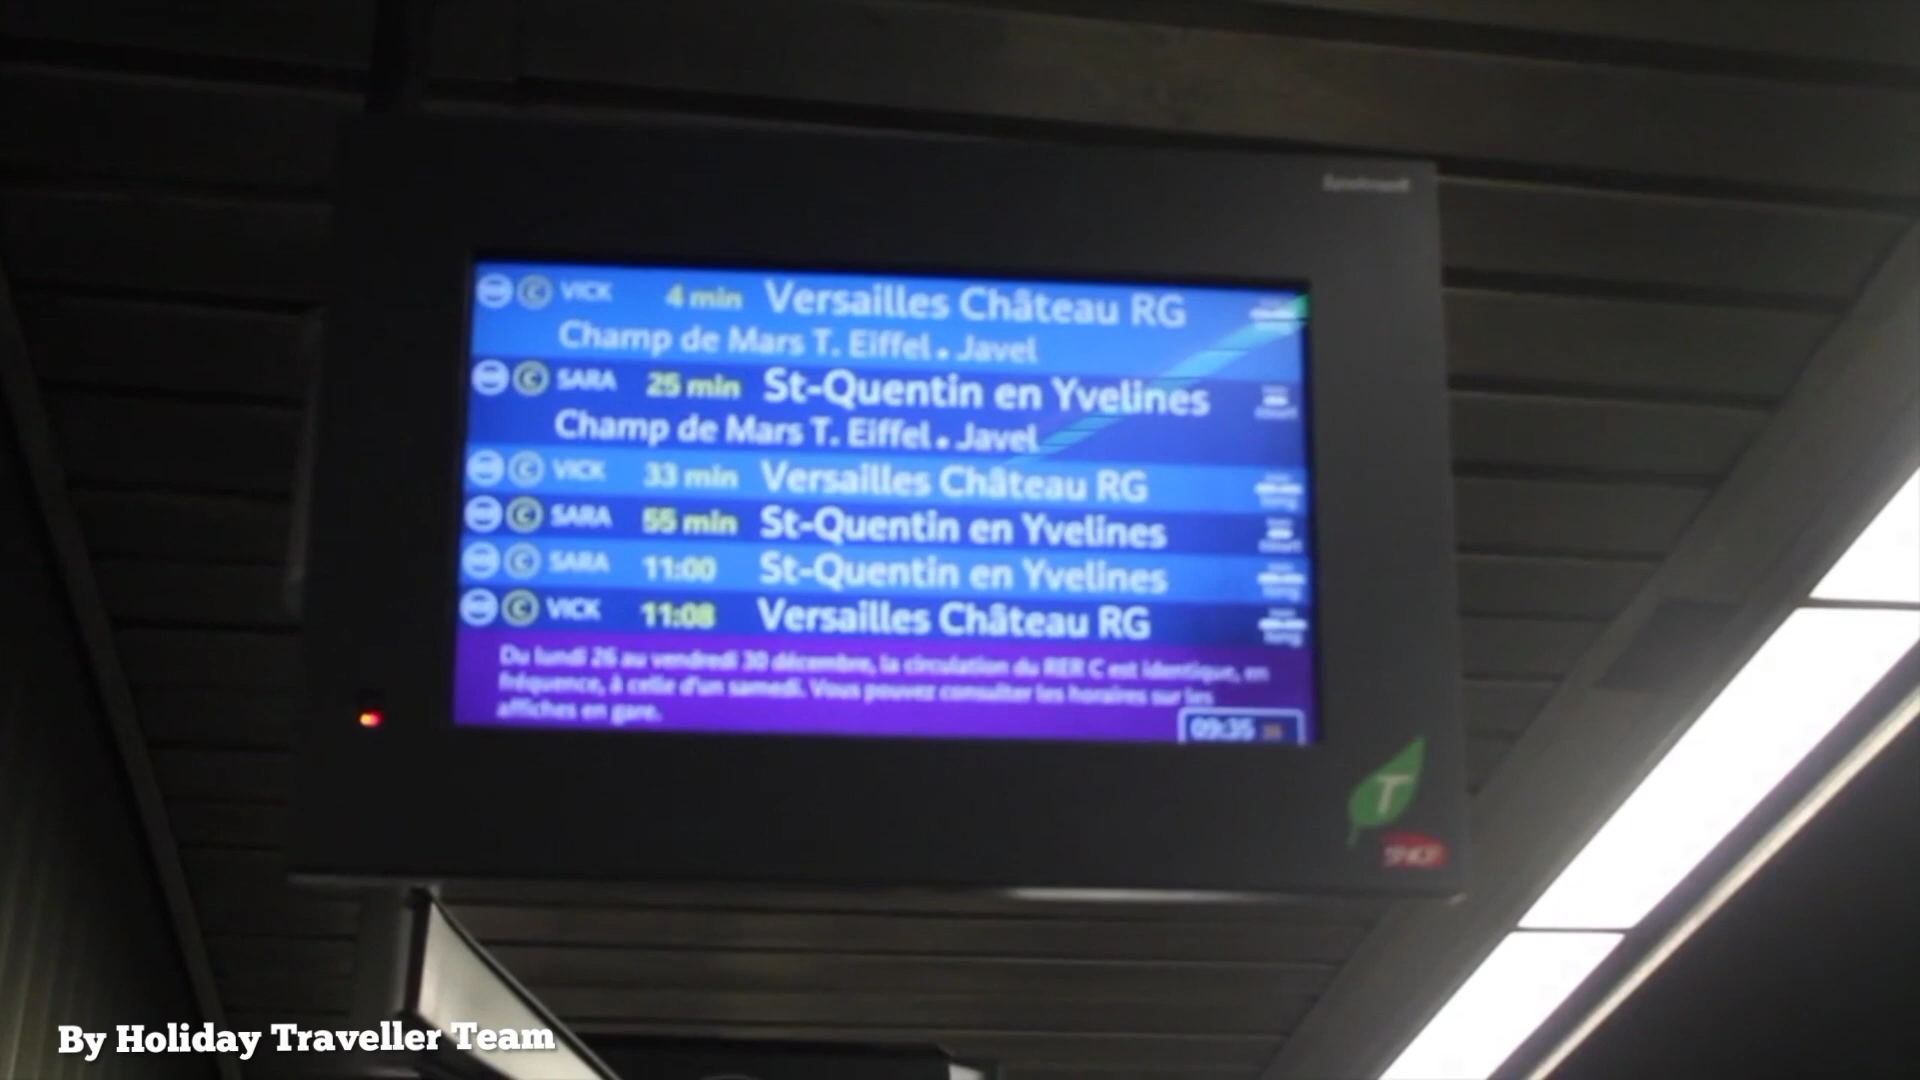 C VICK 4 min Versailles Château RG
Champ de Mars T. Eiffel • Javel
C SARA 25 min St-Quentin en Yvelines
Champ de Mars T. Eiffel • Javel
C VICK 33 min Versailles Château RG
long
C SARA 55 min St-Quentin en Yvelines
court
C SARA 11:00 St-Quentin en Yvelines
long
C VICK 11:08 Versailles Château RG
long
Du lundi 26 au vendredi 30 décembre, la circulation du RER C est identique, en
fréquence, à celle d'un samedi. Vous pouvez consulter les horaires sur les
affiches en gare.
09:35
T
SNCF
By Holiday Traveller Team